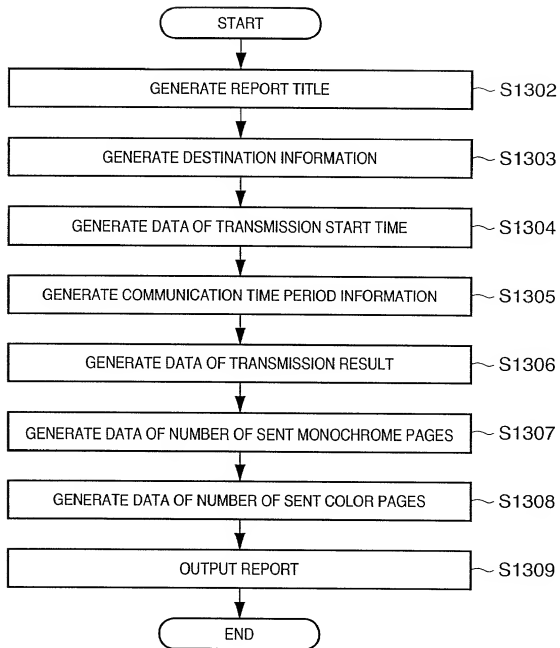 START
GENERATE REPORT TITLE
S1302
GENERATE DESTINATION INFORMATION
S1303
GENERATE DATA OF TRANSMISSION START TIME
S1304
GENERATE COMMUNICATION TIME PERIOD INFORMATION
S1305
GENERATE DATA OF TRANSMISSION RESULT
S1306
GENERATE DATA OF NUMBER OF SENT MONOCHROME PAGES
S1307
GENERATE DATA OF NUMBER OF SENT COLOR PAGES
S1308
OUTPUT REPORT
S1309
END